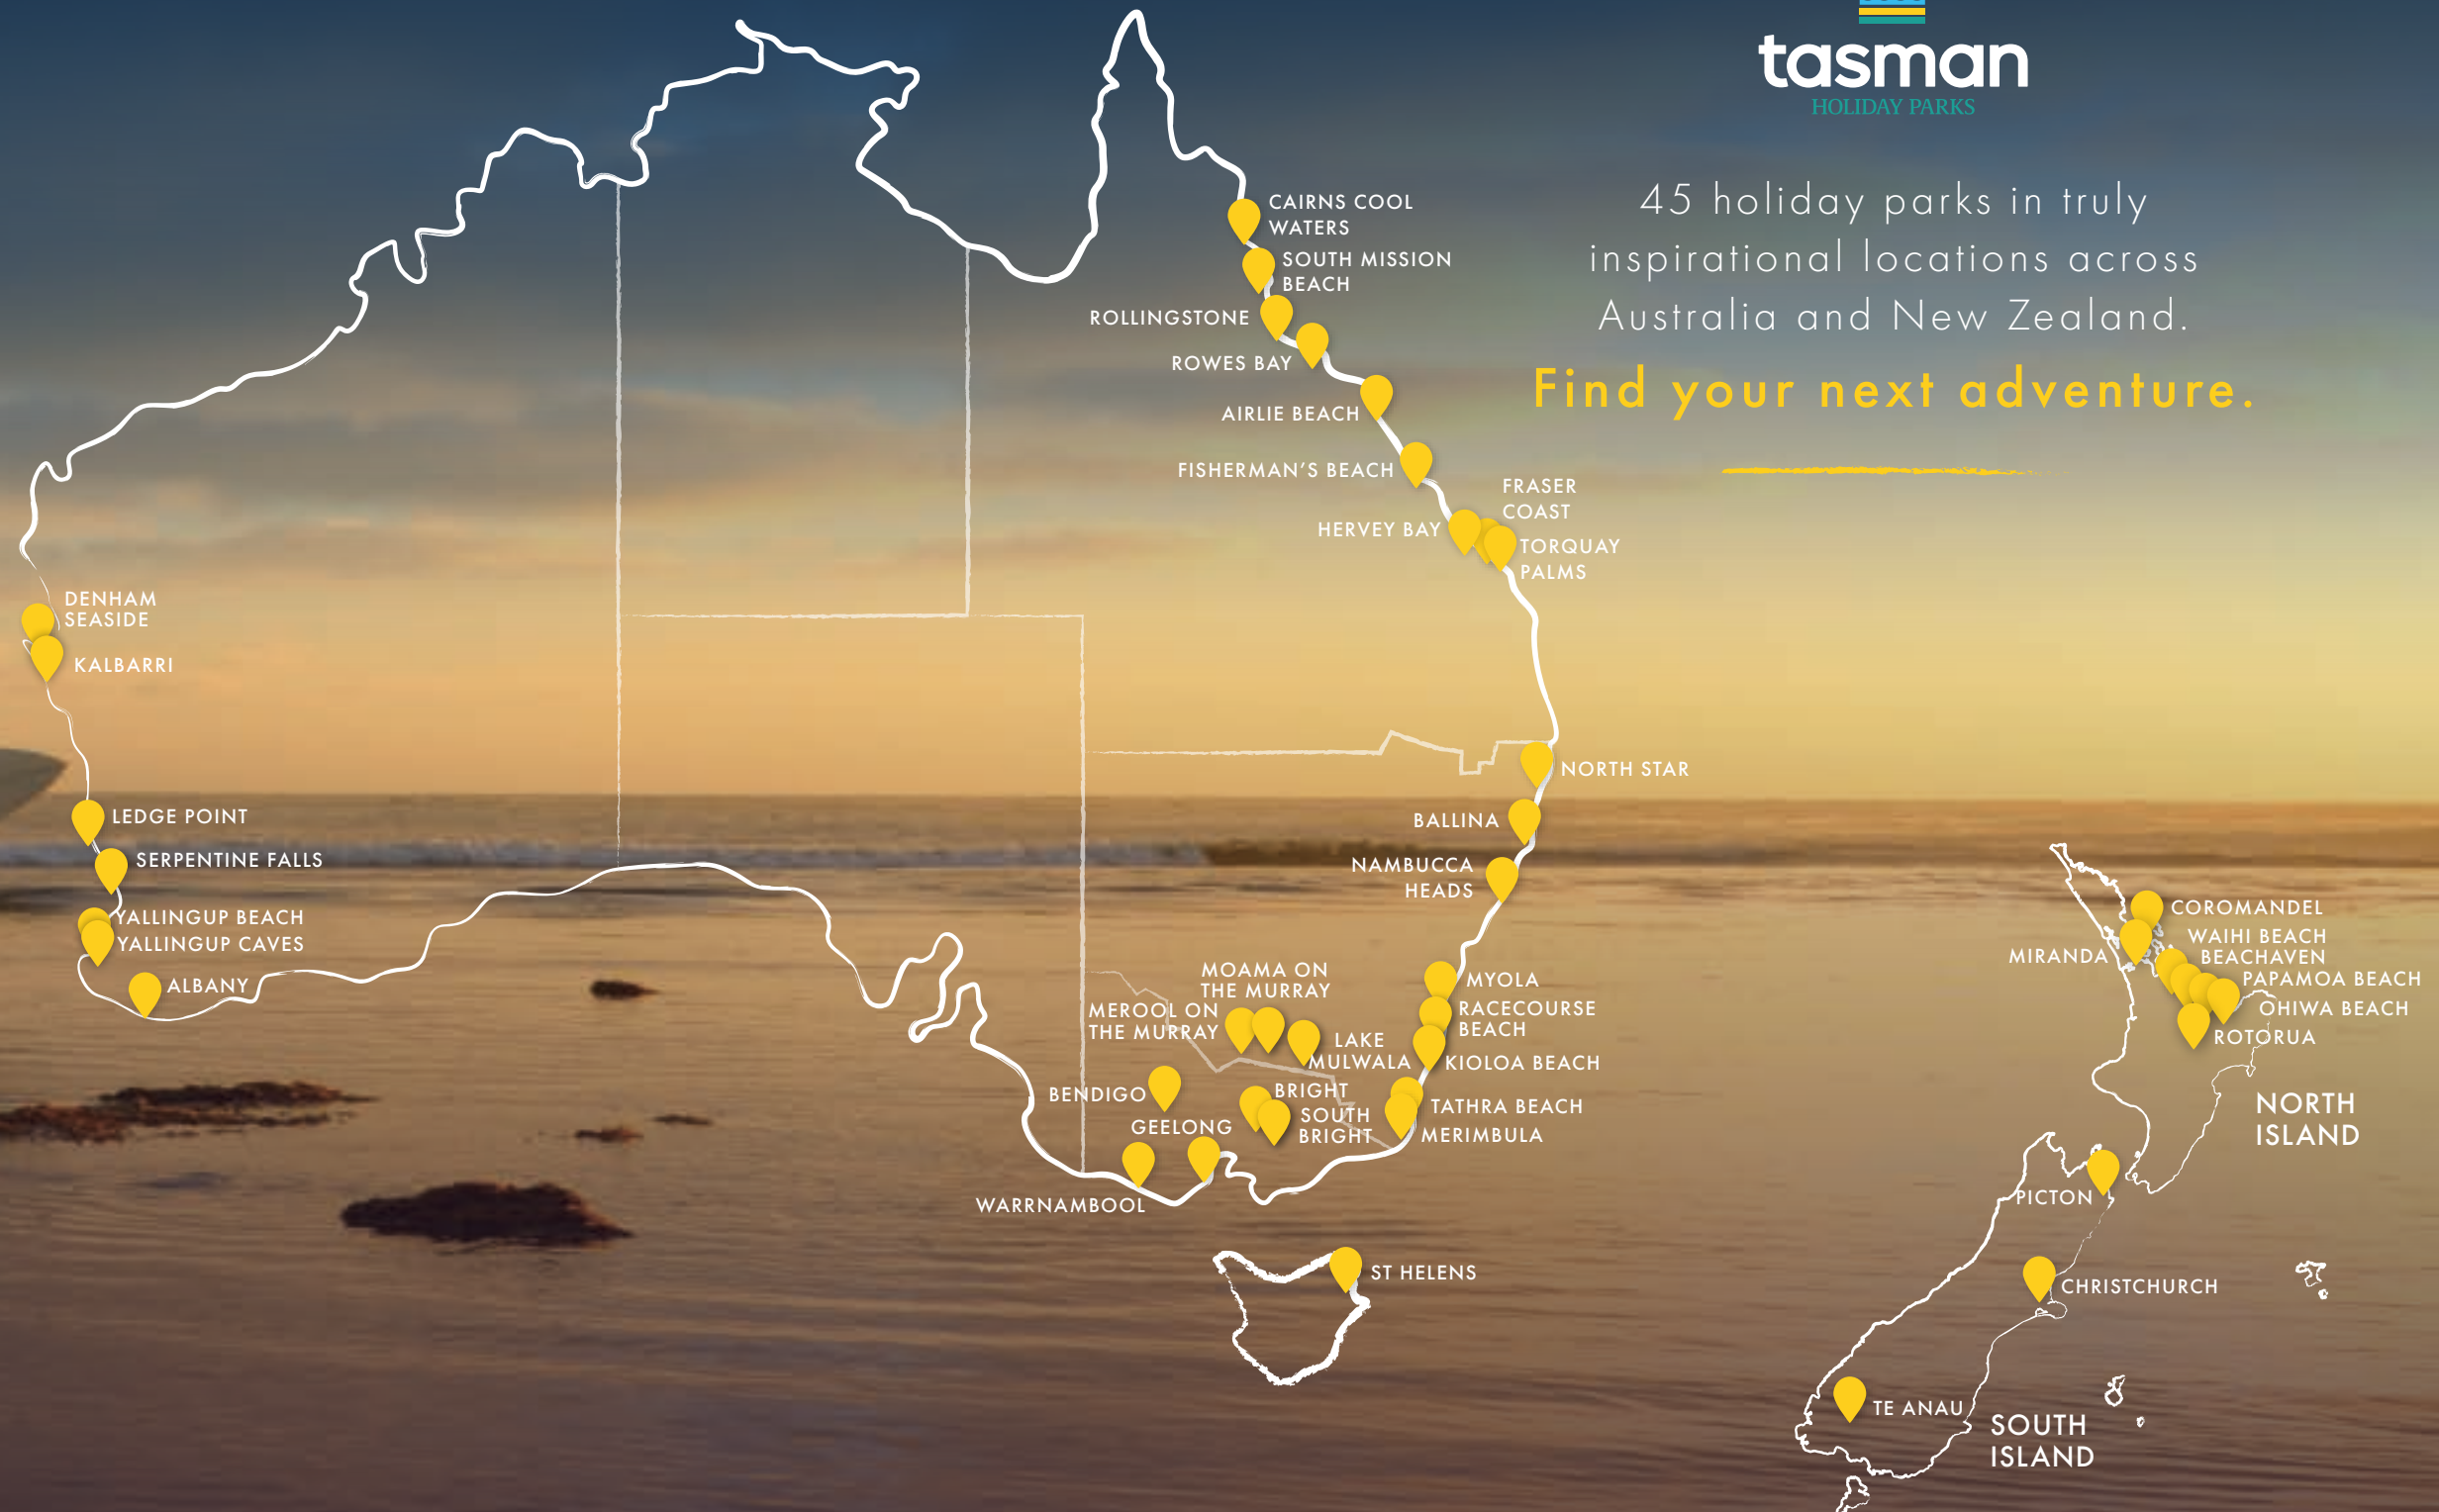 tasman
HOLIDAY PARKS
45 holiday parks in truly
inspirational locations across
Australia and New Zealand.
Find your next adventure.
CAIRNS COOL
WATERS
SOUTH MISSION
BEACH
ROLLINGSTONE
ROWES BAY
AIRLIE BEACH
FISHERMAN'S BEACH
FRASER
COAST
HERVEY BAY
TORQUAY
PALMS
DENHAM
SEASIDE
KALBARRI
LEDGE POINT
SERPENTINE FALLS
YALLINGUP BEACH
YALLINGUP CAVES
ALBANY
NORTH STAR
BALLINA
NAMBUCCA
HEADS
MYOLA
RACECOURSE
BEACH
KIOLOA BEACH
TATHRA BEACH
MERIMBULA
MOAMA ON
THE MURRAY
MEROOL ON
THE MURRAY
LAKE
MULWALA
BENDIGO
BRIGHT
SOUTH
BRIGHT
GEELONG
WARRNAMBOOL
ST HELENS
COROMANDEL
WAIHI BEACH
MIRANDA
BEACHAVEN
PAPAMOA BEACH
OHIWA BEACH
ROTORUA
NORTH
ISLAND
PICTON
CHRISTCHURCH
TE ANAU
SOUTH
ISLAND